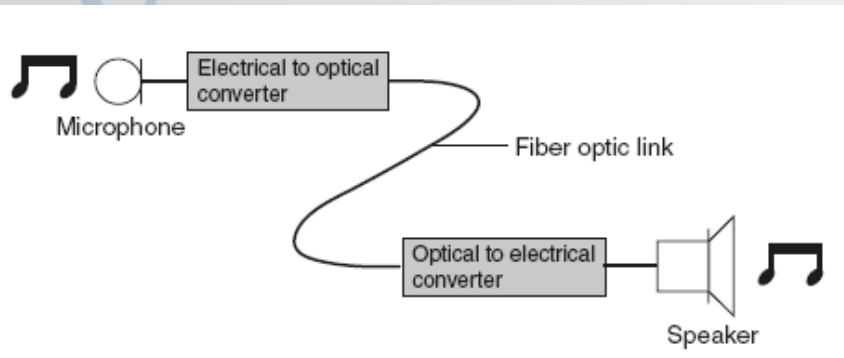 Electrical to optical
converter
Microphone
Fiber optic link
Optical to electrical
converter
Speaker